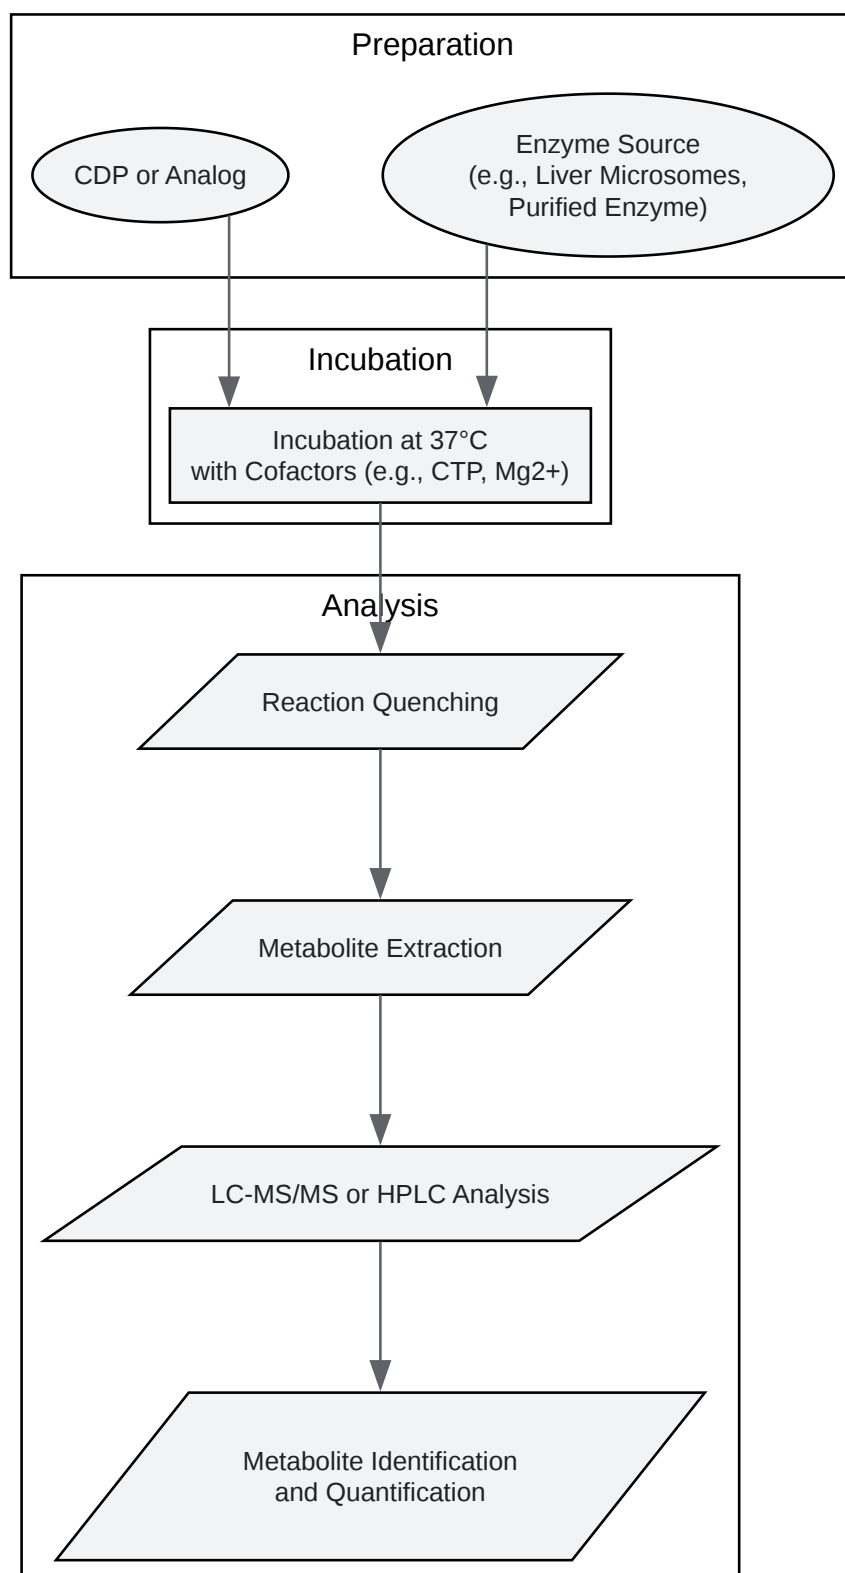 Preparation
CDP or Analog
Enzyme Source
(e.g., Liver Microsomes,
Purified Enzyme)
Incubation
Incubation at 37°C
with Cofactors (e.g., CTP, Mg2+)
Analysis
Reaction Quenching
Metabolite Extraction
LC-MS/MS or HPLC Analysis
Metabolite Identification
and Quantification